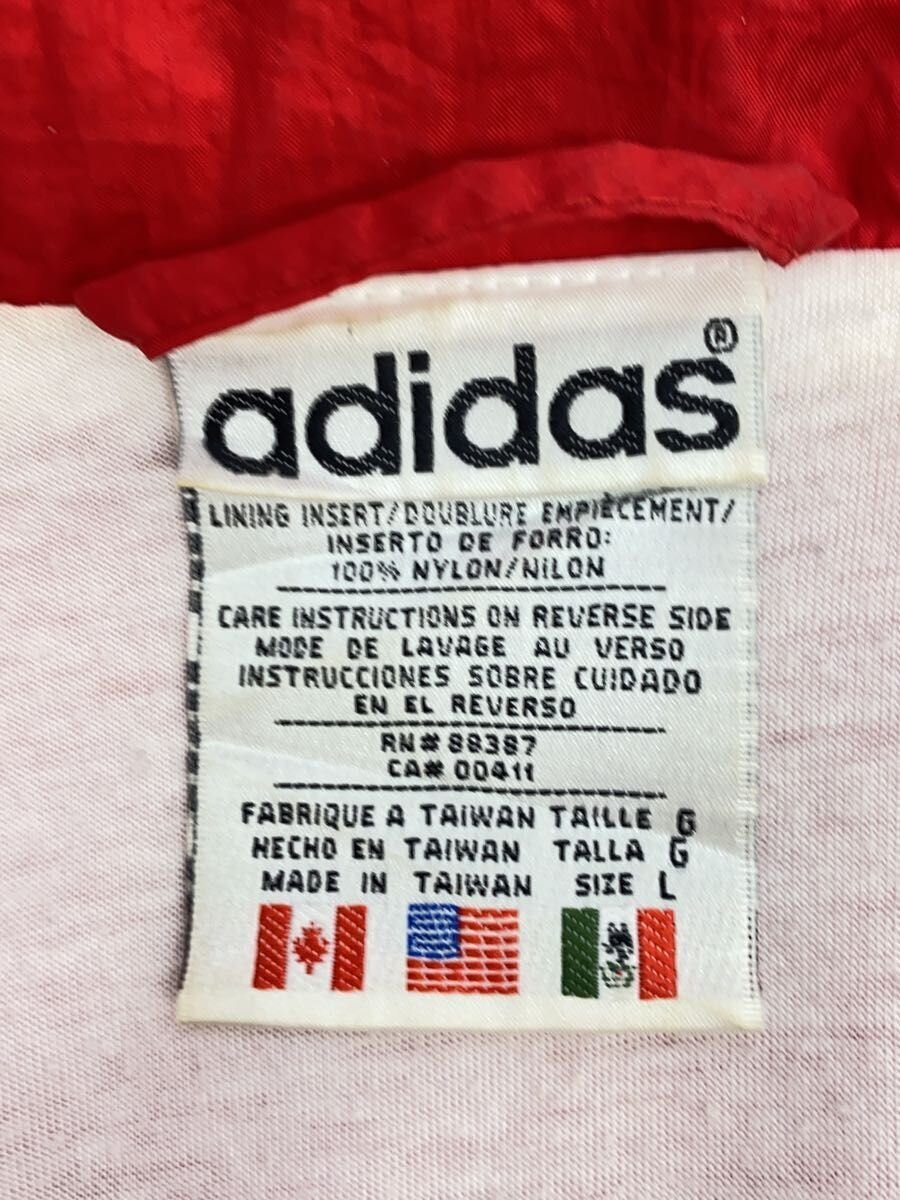 adidas®
LINING INSERT/DOUBLURE EMPIÈCEMENT/
INSERTO DE FORRO:
100% NYLON/NILON
CARE INSTRUCTIONS ON REVERSE SIDE
MODE DE LAVAGE AU VERSO
INSTRUCCIONES SOBRE CUIDADO
EN EL REVERSO
RN# 88387
CA# 00411
FABRIQUE A TAIWAN TAILLE G
HECHO EN TAIWAN TALLA G
MADE IN TAIWAN SIZE L